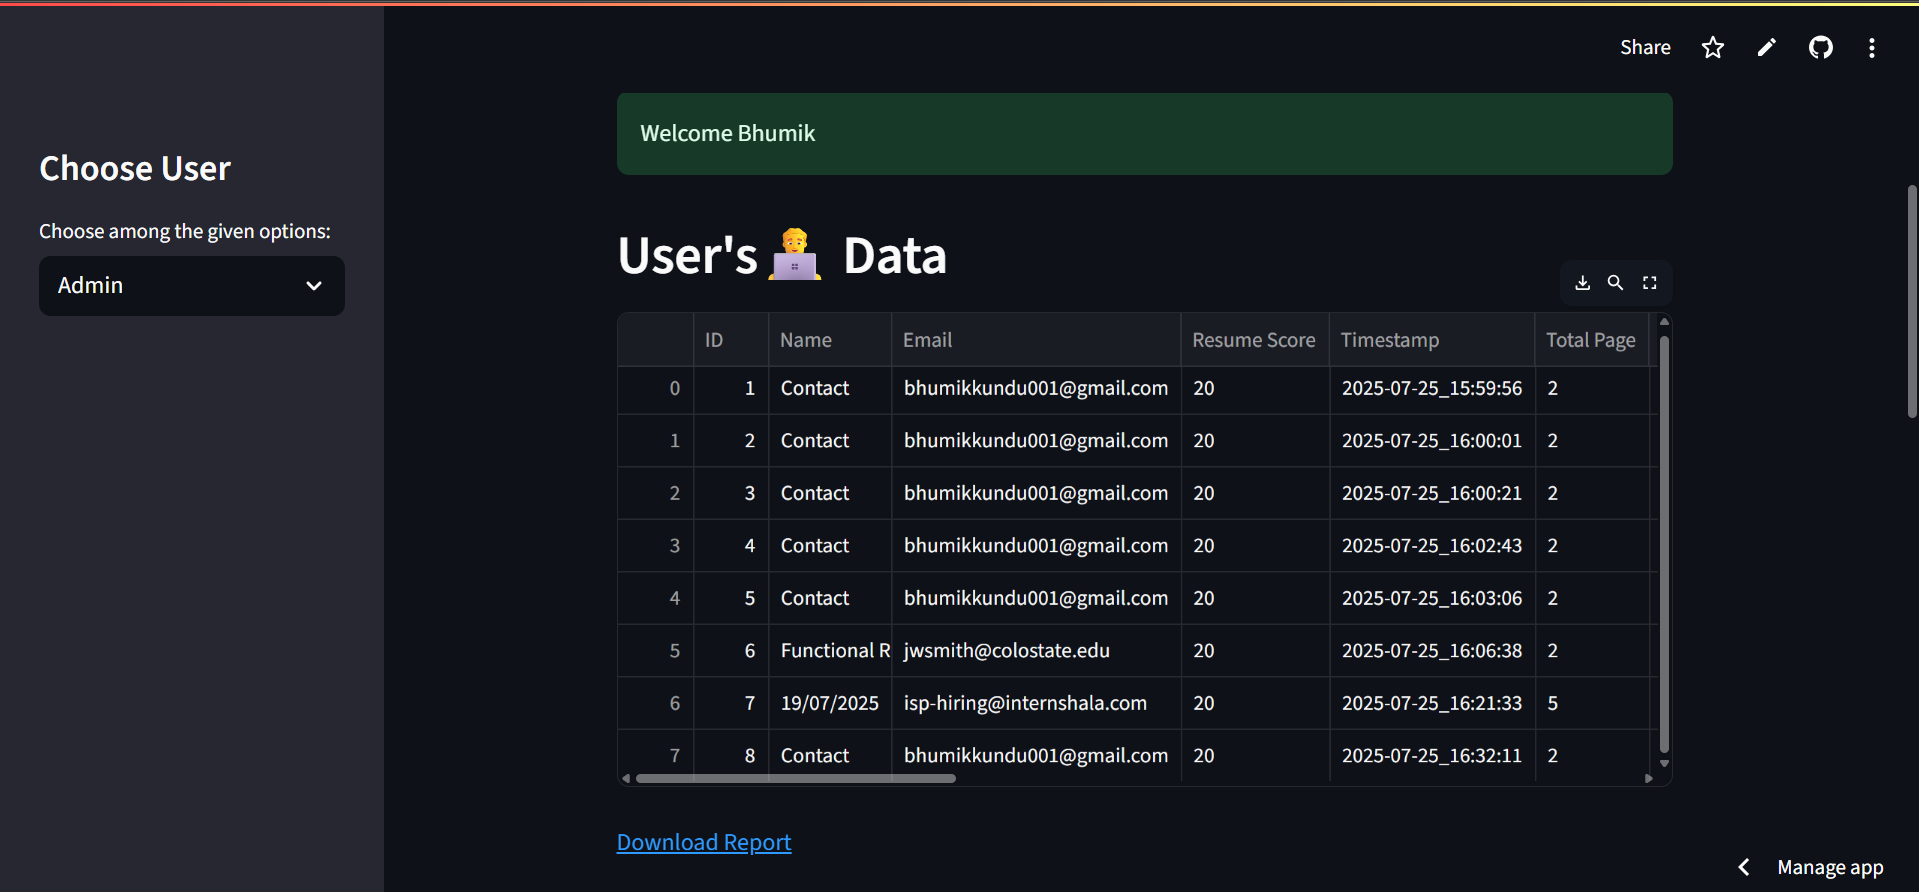 Share
Choose User
Choose among the given options:
Admin
Welcome Bhumik
User's Data
ID Name Email Resume Score Timestamp Total Page
0 1 Contact bhumikkundu001@gmail.com 20 2025-07-25_15:59:56 2
1 2 Contact bhumikkundu001@gmail.com 20 2025-07-25_16:00:01 2
2 3 Contact bhumikkundu001@gmail.com 20 2025-07-25_16:00:21 2
3 4 Contact bhumikkundu001@gmail.com 20 2025-07-25_16:02:43 2
4 5 Contact bhumikkundu001@gmail.com 20 2025-07-25_16:03:06 2
5 6 Functional R jwsmith@colostate.edu 20 2025-07-25_16:06:38 2
6 7 19/07/2025 isp-hiring@internshala.com 20 2025-07-25_16:21:33 5
7 8 Contact bhumikkundu001@gmail.com 20 2025-07-25_16:32:11 2
Download Report
Manage app